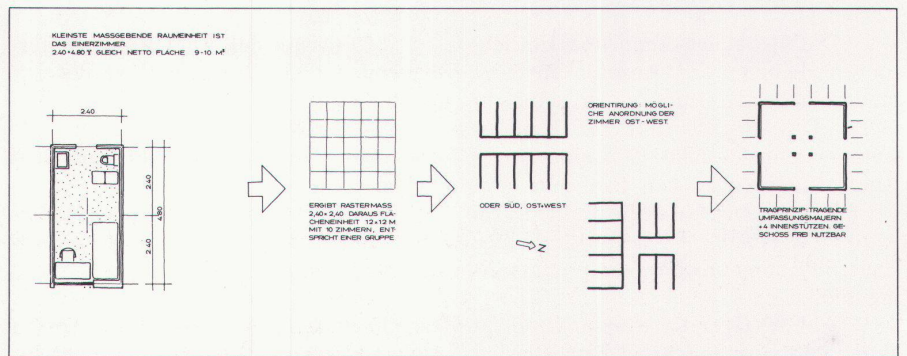 KLEINSTE MASSGEBENDE RAUMEINHEIT IST
DAS EINERZIMMER
2.40×4.80 GLEICH NETTO FLÄCHE 9-10 M²
2.40
2.40
4.80
2.40
ERGIBT RASTERMASS
2,40× 2,40 DARAUS FLÄ-
CHENEINHEIT 12×12 M
MIT 10 ZIMMERN, ENT-
SPRICHT EINER GRUPPE
ORIENTIRUNG: MÖGLI-
CHE ANORDNUNG DER
ZIMMER OST-WEST
ODER SÜD, OST+WEST
Z
TRAGPRINZIP TRAGENDE
UMFASSUNGSMAUERN
+4 INNENSTÜTZEN. GE-
SCHOSS FREI NUTZBAR